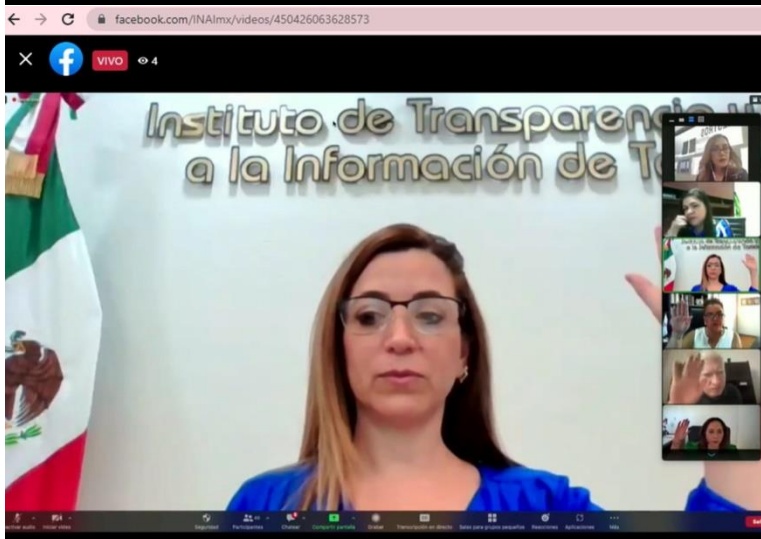 facebook.com/INAImx/videos/450426063628573
VIVO 4
Instituto de Transparencia y
a la Información de Ta
Seguridad Participantes Chatear Compartir pantalla Grabar Transcripción en directo Salas para grupos pequeños Reacciones Aplicaciones Más